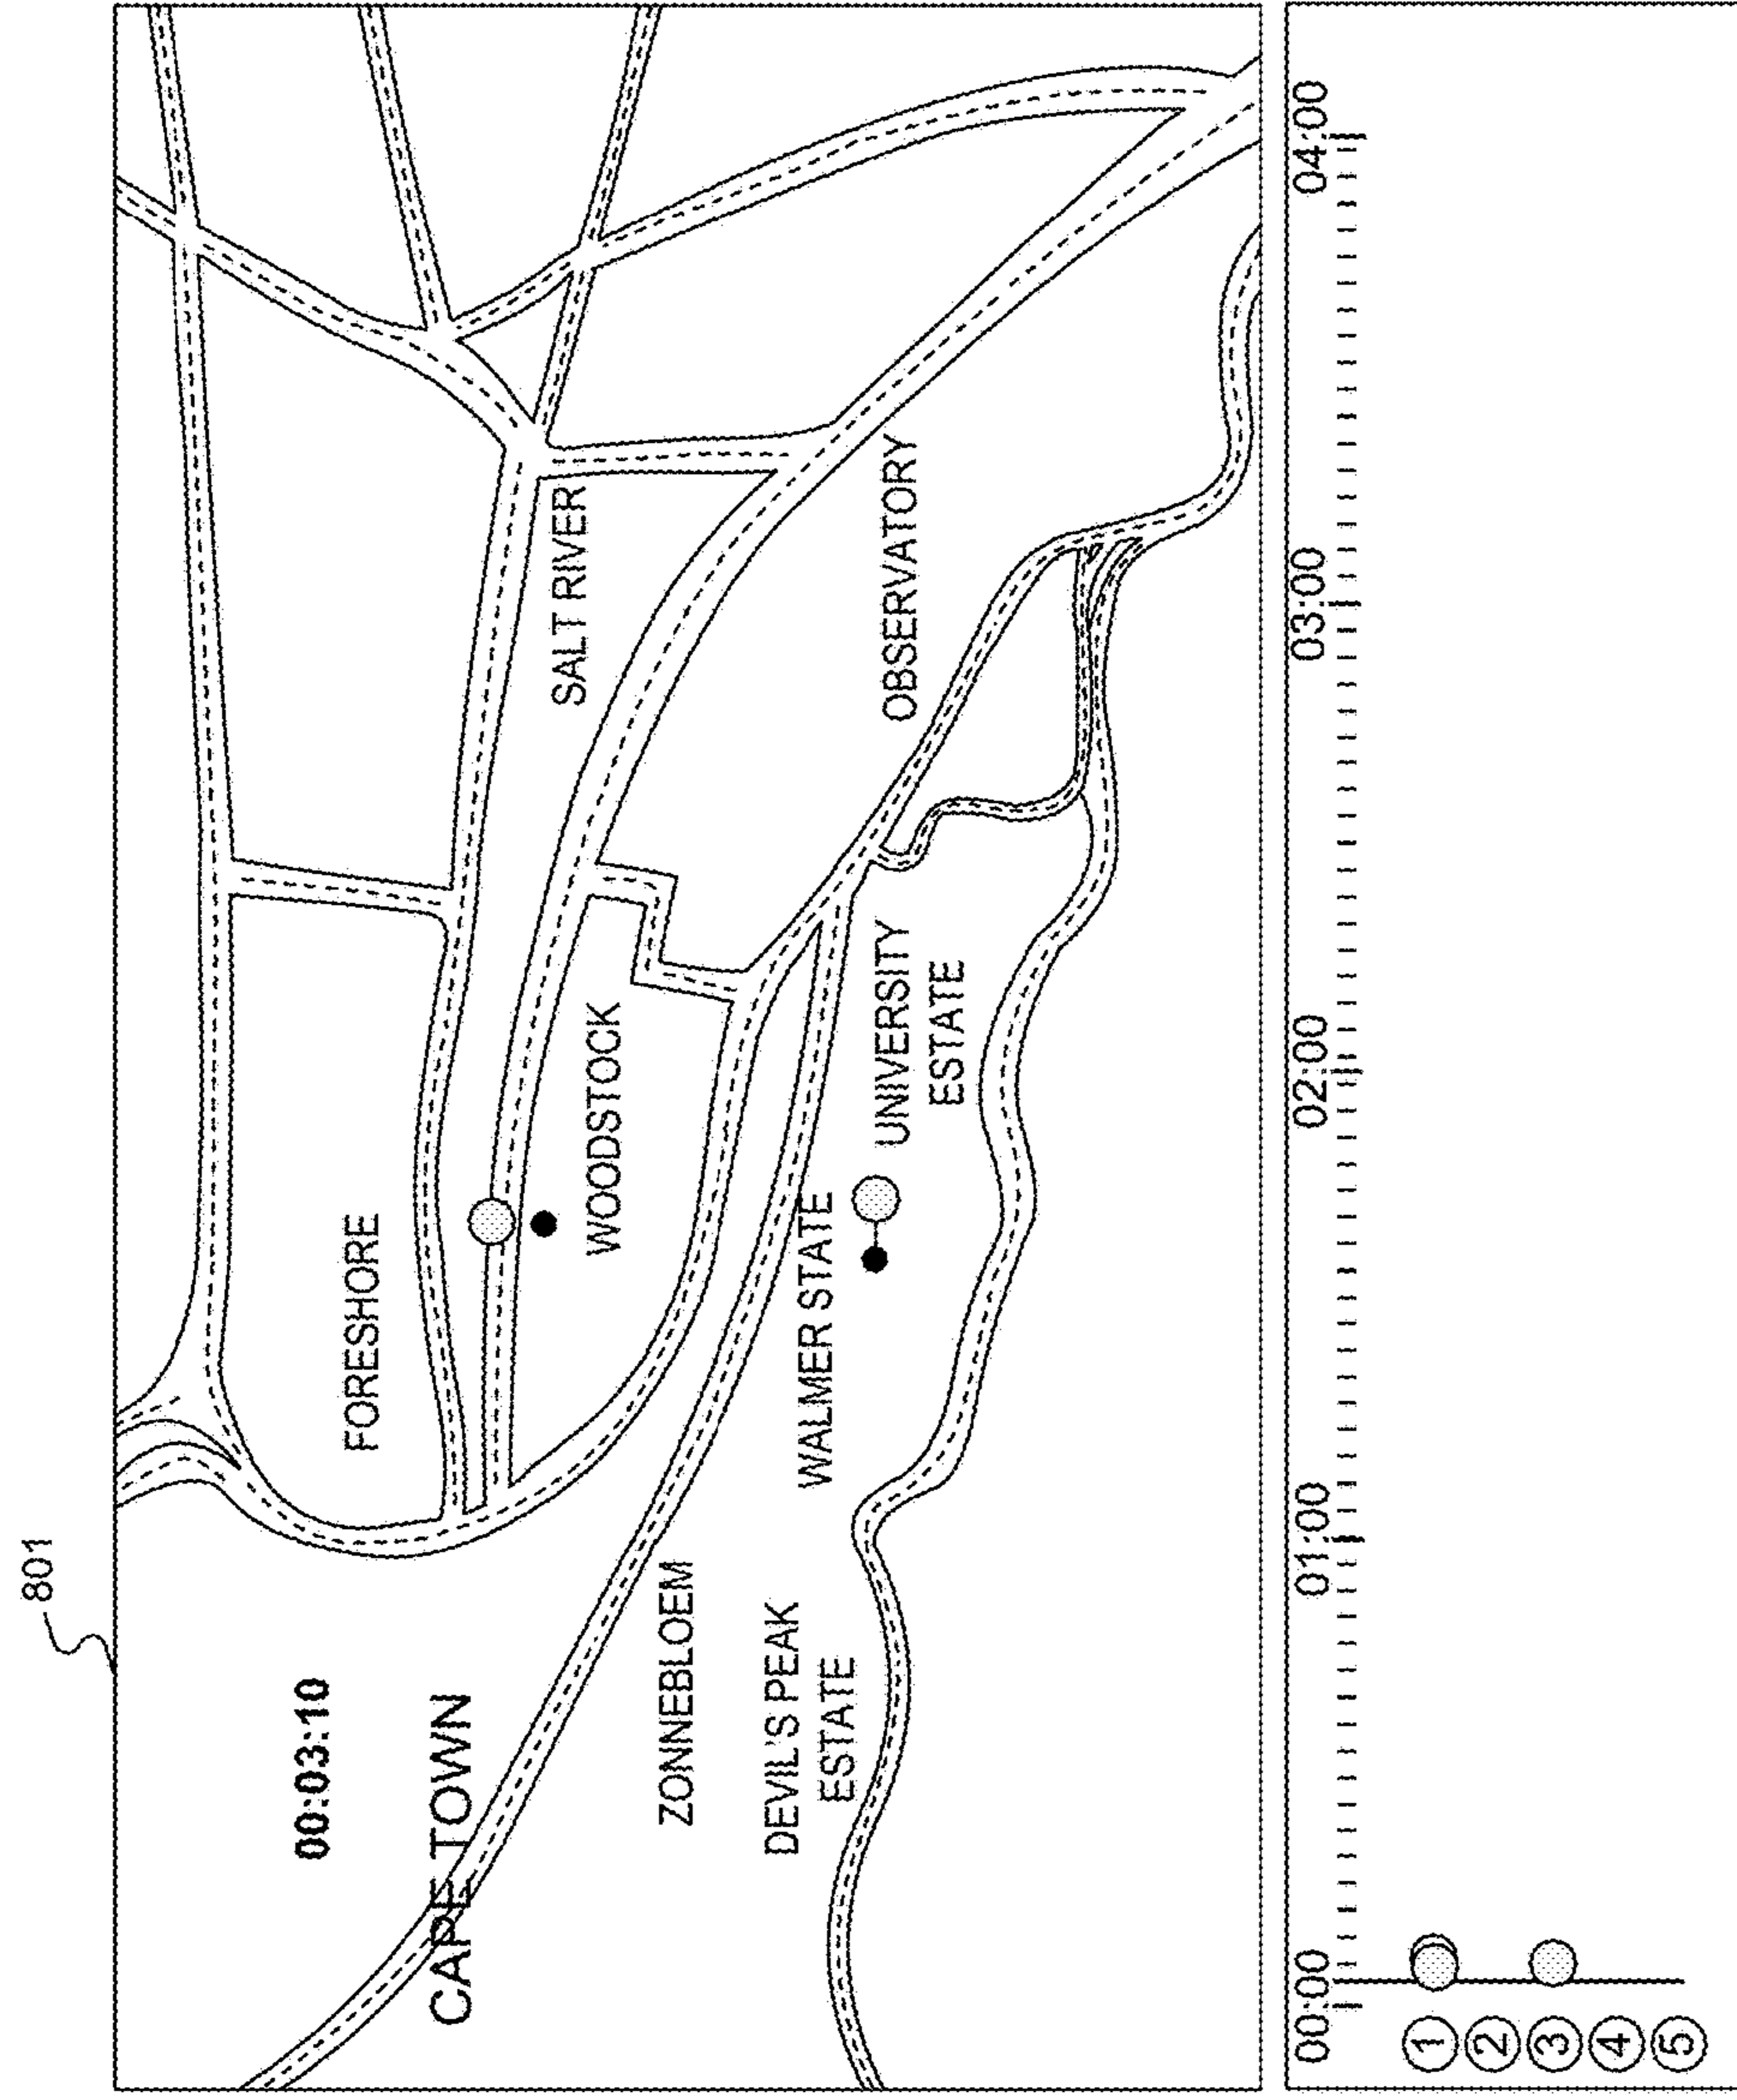 801
00:03:10
CAPE TOWN
FORESHORE
SALT RIVER
WOODSTOCK
ZONNEBLOEM
DEVIL'S PEAK
ESTATE
WALMER STATE
UNIVERSITY
ESTATE
OBSERVATORY
00:00 01:00 02:00 03:00 04:00
1
2
3
4
5